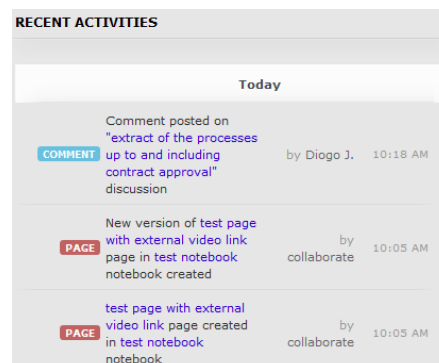 RECENT ACTIVITIES
Today
Comment posted on
"extract of the processes
COMMENT up to and including by Diogo J. 10:18 AM
contract approval"
discussion
New version of test page
with external video link by
PAGE page in test notebook collaborate 10:05 AM
notebook created
test page with external
video link page created by
PAGE in test notebook collaborate 10:05 AM
notebook